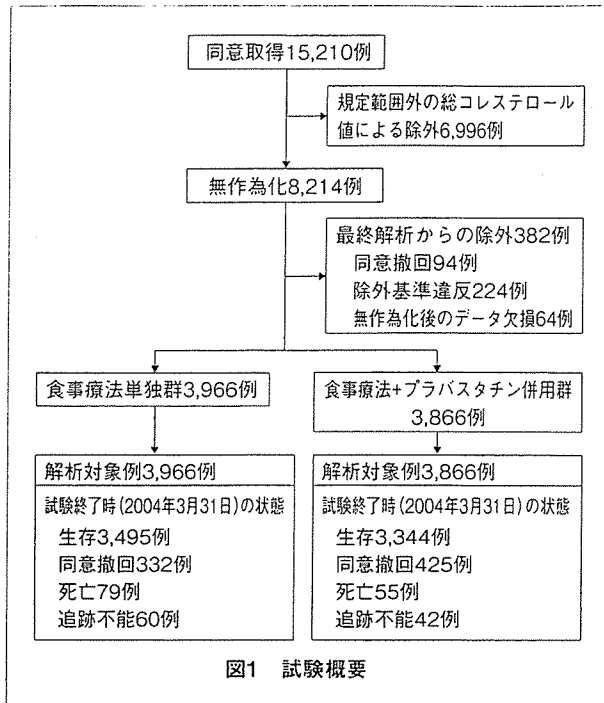 同意取得15,210例
規定範囲外の総コレステロール
値による除外6,996例
無作為化8,214例
最終解析からの除外382例
同意撤回94例
除外基準違反224例
無作為化後のデータ欠損64例
食事療法単独群3,966例
食事療法+プラバスタチン併用群
3,866例
解析対象例3,966例
試験終了時(2004年3月31日)の状態
生存3,495例
同意撤回332例
死亡79例
追跡不能60例
解析対象例3,866例
試験終了時(2004年3月31日)の状態
生存3,344例
同意撤回425例
死亡55例
追跡不能42例
図1 試験概要